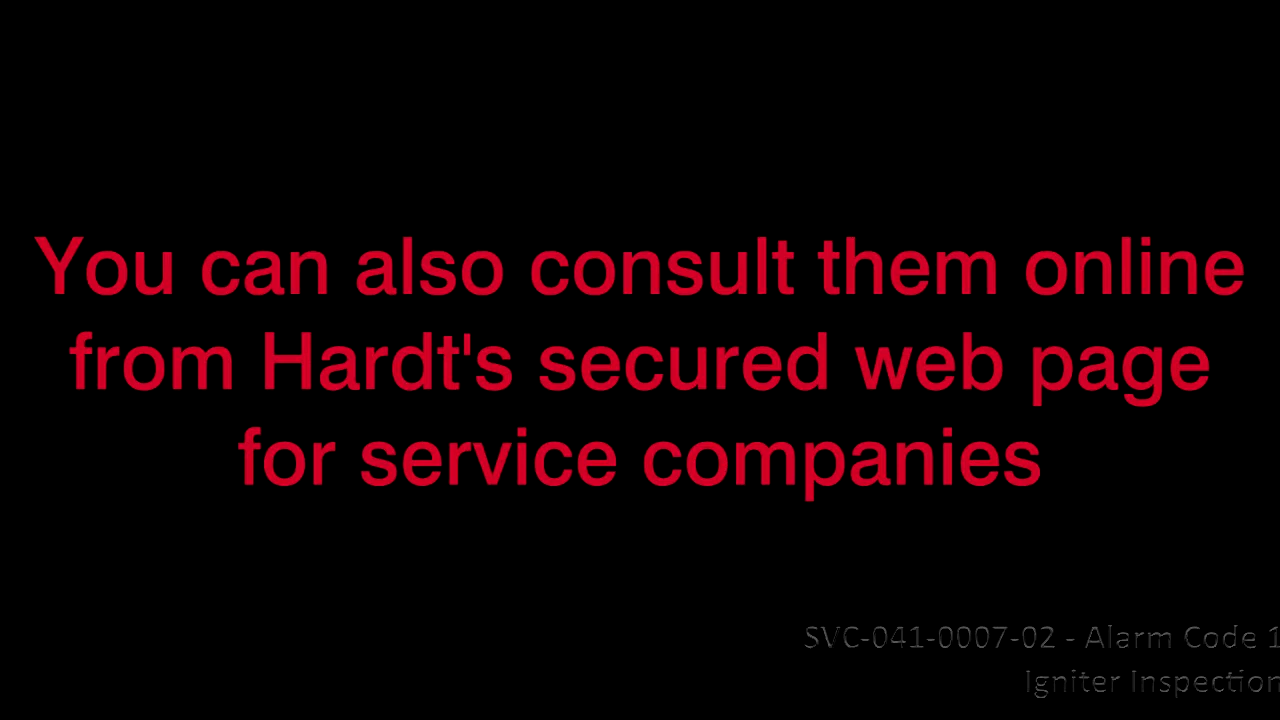 You can also consult them online
from Hardt's secured web page
for service companies
SVC-041-0007-02 - Alarm Code 1
Igniter Inspection